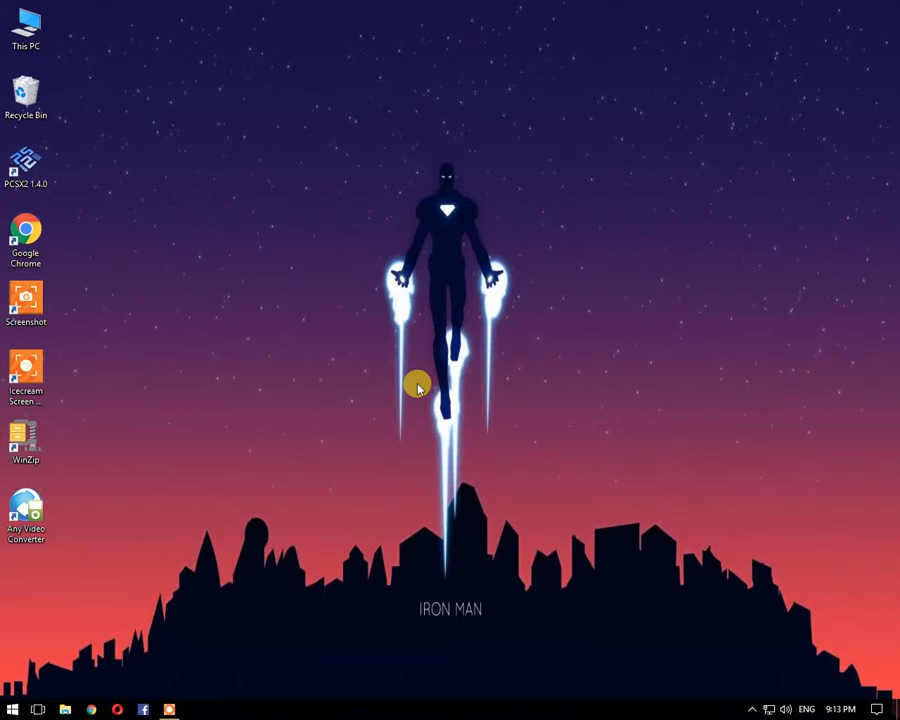 This PC
Recycle Bin
PCSX2 1.4.0
Google
Chrome
Screenshot
Icecream
Screen ...
WinZip
Any Video
Converter
IRON MAN
ENG
9:13 PM